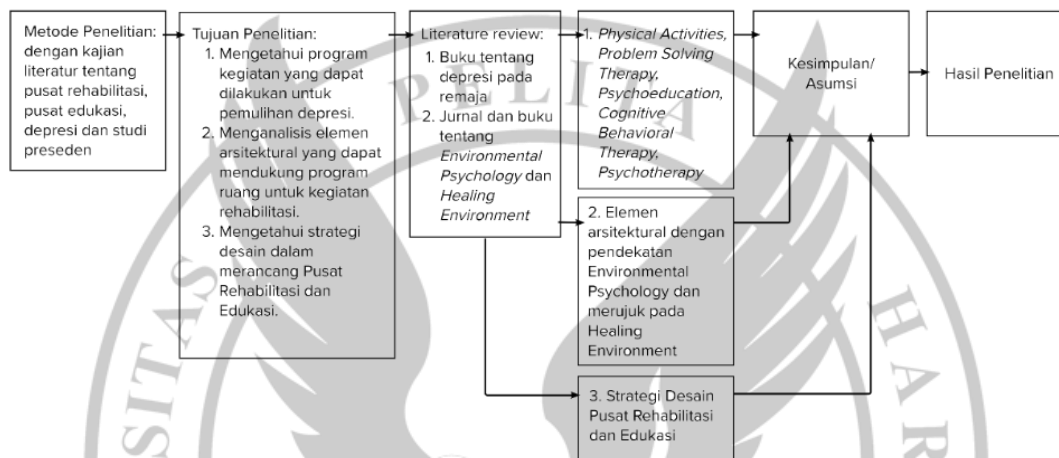 Metode Penelitian:
dengan kajian
literatur tentang
pusat rehabilitasi,
pusat edukasi,
depresi dan studi
preseden
Tujuan Penelitian:
1. Mengetahui program
kegiatan yang dapat
dilakukan untuk
pemulihan depresi.
2. Menganalisis elemen
arsitektural yang dapat
mendukung program
ruang untuk kegiatan
rehabilitasi.
3. Mengetahui strategi
desain dalam
merancang Pusat
Rehabilitasi dan
Edukasi.
Literature review:
1. Buku tentang
depresi pada
remaja
2. Jurnal dan buku
tentang
Environmental
Psychology dan
Healing
Environment
1. Physical Activities,
Problem Solving
Therapy,
Psychoeducation,
Cognitive
Behavioral
Therapy,
Psychotherapy
2. Elemen
arsitektural dengan
pendekatan
Environmental
Psychology dan
merujuk pada
Healing
Environment
3. Strategi Desain
Pusat Rehabilitasi
dan Edukasi
Kesimpulan/
Asumsi
Hasil Penelitian
SITAS PELITA HAR